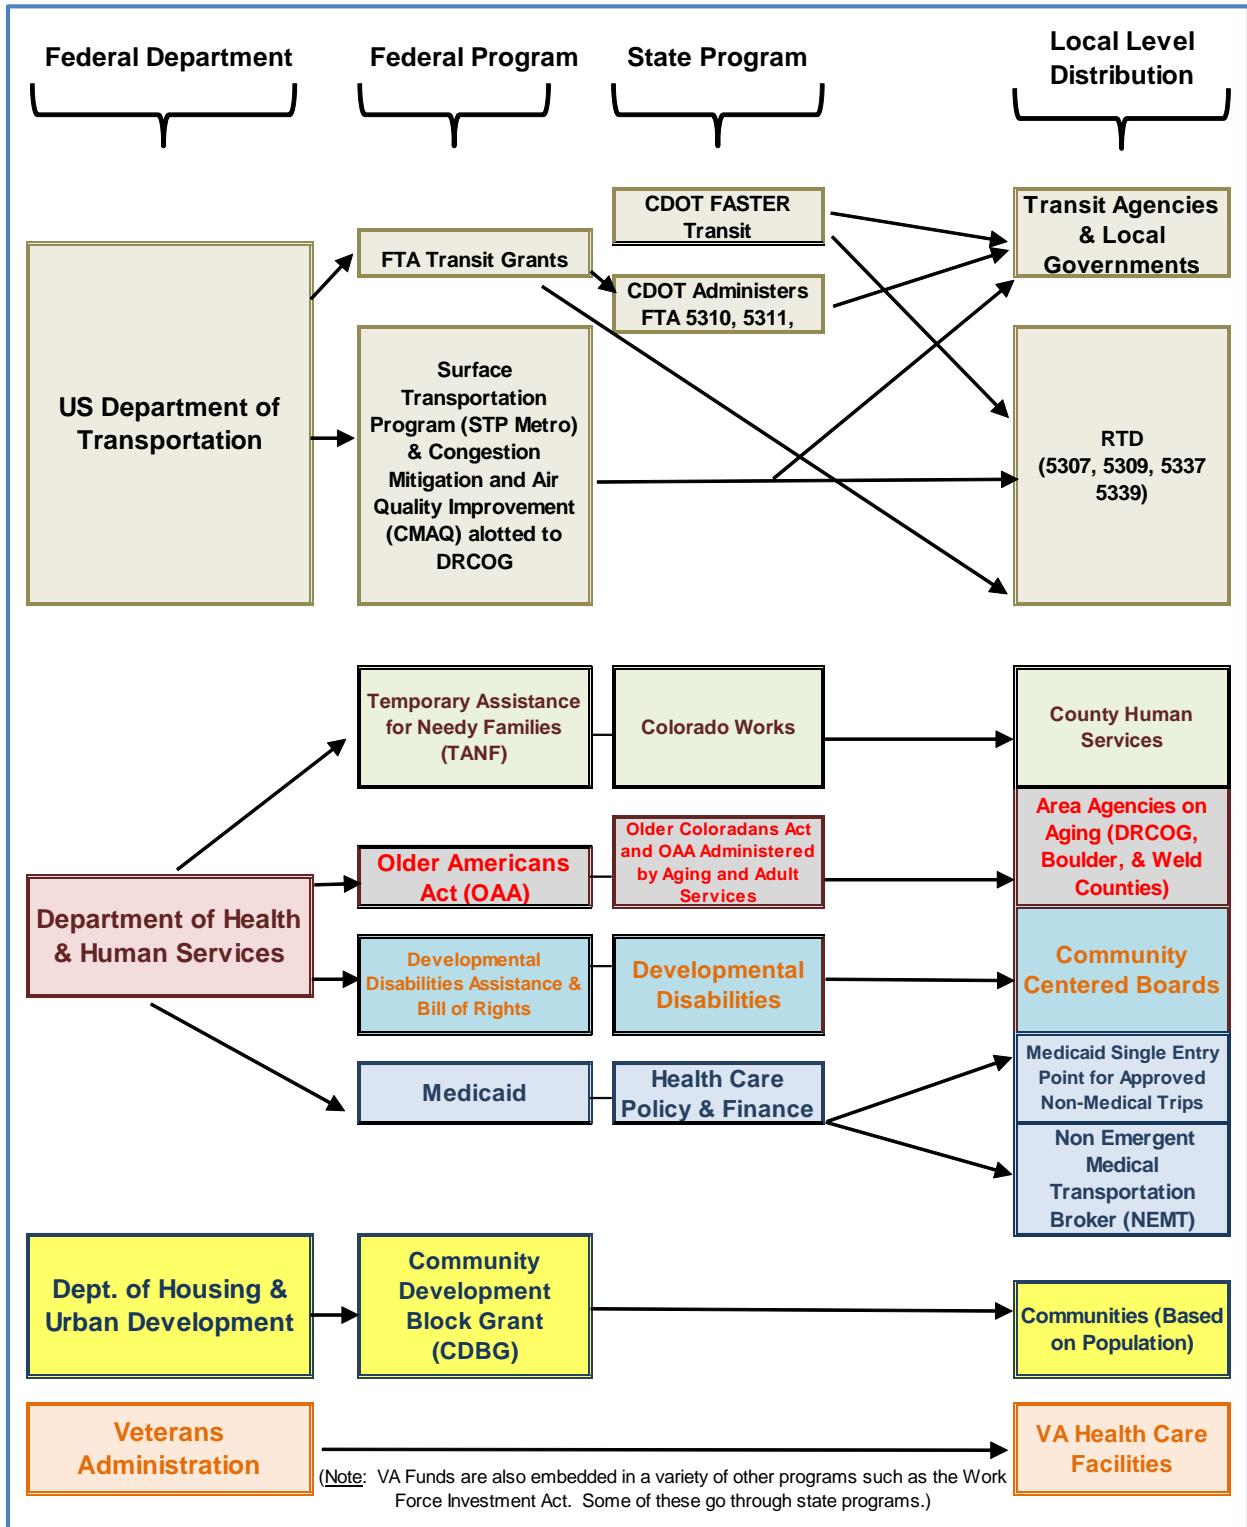 Federal Department
Federal Program
State Program
Local Level
Distribution
US Department of
Transportation
FTA Transit Grants
Surface
Transportation
Program (STP Metro)
& Congestion
Mitigation and Air
Quality Improvement
(CMAQ) alotted to
DRCOG
CDOT FASTER
Transit
CDOT Administers
FTA 5310, 5311,
Transit Agencies
& Local
Governments
RTD
(5307, 5309, 5337
5339)
Department of Health
& Human Services
Temporary Assistance
for Needy Families
(TANF)
Colorado Works
County Human
Services
Older Americans
Act (OAA)
Older Coloradans Act
and OAA Administered
by Aging and Adult
Services
Area Agencies on
Aging (DRCOG,
Boulder, & Weld
Counties)
Developmental
Disabilities Assistance &
Bill of Rights
Developmental
Disabilities
Community
Centered Boards
Medicaid
Health Care
Policy & Finance
Medicaid Single Entry
Point for Approved
Non-Medical Trips
Non Emergent
Medical
Transportation
Broker (NEMT)
Dept. of Housing &
Urban Development
Community
Development
Block Grant
(CDBG)
Communities (Based
on Population)
Veterans
Administration
VA Health Care
Facilities
(Note: VA Funds are also embedded in a variety of other programs such as the Work
Force Investment Act. Some of these go through state programs.)